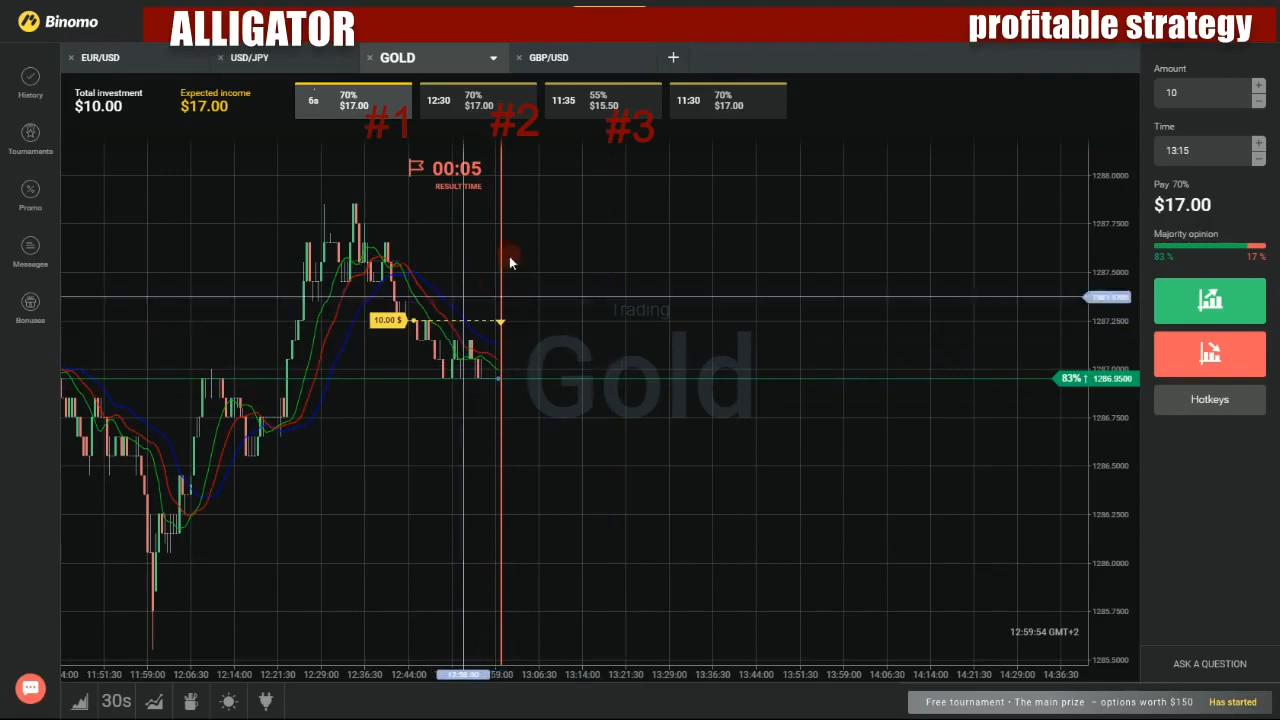 Binomo
ALLIGATOR
profitable strategy
EUR/USD
USD/JPY
GOLD
GBP/USD
Total investment
$10.00
Expected income
$17.00
6s
70%
$17.00
12:30
70%
$17.00
11:35
55%
$15.50
11:30
70%
$17.00
#1
#2
#3
History
Tournaments
Promo
Messages
Bonuses
00:05
RESULT TIME
10.00 $
Trading
Gold
1288.0000
1287.7500
1287.5000
1287.2500
1287.0000
83% ↑ 1286.9500
1286.7500
1286.5000
1286.2500
1286.0000
1285.7500
1285.5000
12:59:54 GMT+2
4:00 11:51:30 11:59:00 12:06:30 12:14:00 12:21:30 12:29:00 12:36:30 12:44:00 59:00 13:06:30 13:14:00 13:21:30 13:29:00 13:36:30 13:44:00 13:51:30 13:59:00 14:06:30 14:14:00 14:21:30 14:29:00 14:36:30
30s
Amount
10
+
−
Time
13:15
+
−
Pay 70%
$17.00
Majority opinion
83 %
17 %
Hotkeys
ASK A QUESTION
Free tournament • The main prize – options worth $150 Has started